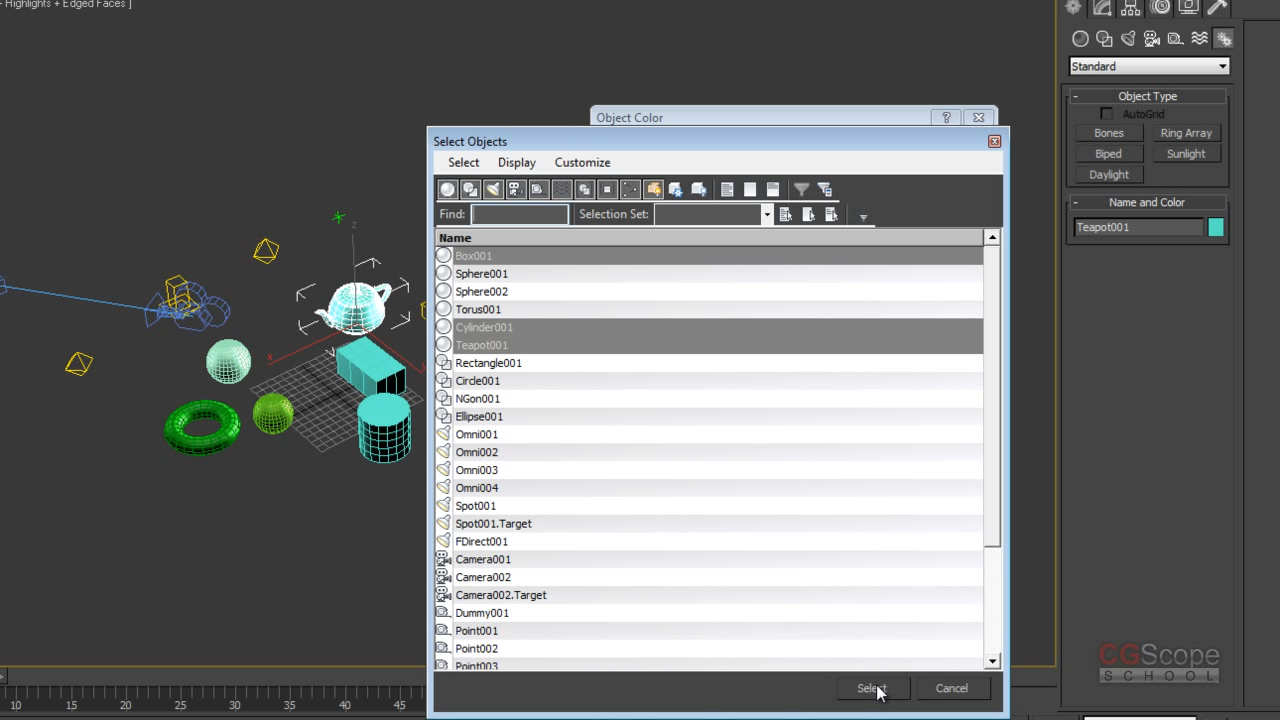 + Highlights + Edged Faces ]
Standard
- Object Type
AutoGrid
Bones Ring Array
Biped Sunlight
Daylight
- Name and Color
Teapot001
Object Color
?
Select Objects
Select Display Customize
Find: Selection Set:
Name
Box001
Sphere001
Sphere002
Torus001
Cylinder001
Teapot001
Rectangle001
Circle001
NGon001
Ellipse001
Omni001
Omni002
Omni003
Omni004
Spot001
Spot001.Target
FDirect001
Camera001
Camera002
Camera002.Target
Dummy001
Point001
Point002
Point003
Select Cancel
z
x
10 15 20 25 30 35 40 45
CGScope
SCHOOL